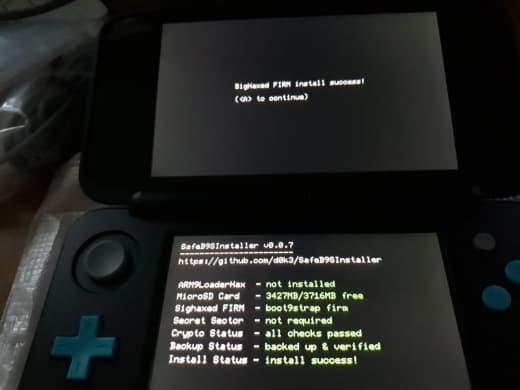 SigHaxed FIRM install success!
(<A> to continue)
SafeB9SInstaller v0.0.7
-----------------------
https://github.com/d0k3/SafeB9SInstaller
ARM9LoaderHax - not installed
MicroSD Card - 3427MB/3716MB free
Sighaxed FIRM - boot9strap firm
Secret Sector - not required
Crypto Status - all checks passed
Backup Status - backed up & verified
Install Status - install success!